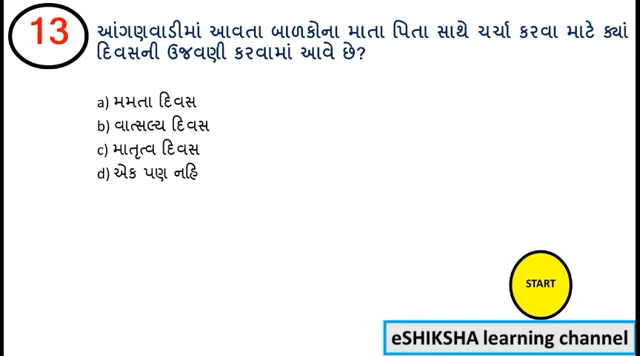 13
આંગણવાડીમાં આવતા બાળકોના માતા પિતા સાથે ચર્ચા કરવા માટે ક્યાં
દિવસની ઉજવણી કરવામાં આવે છે?
a) મમતા દિવસ
b) વાત્સલ્ય દિવસ
c) માતૃત્વ દિવસ
d) એક પણ નહિ
START
eSHIKSHA learning channel